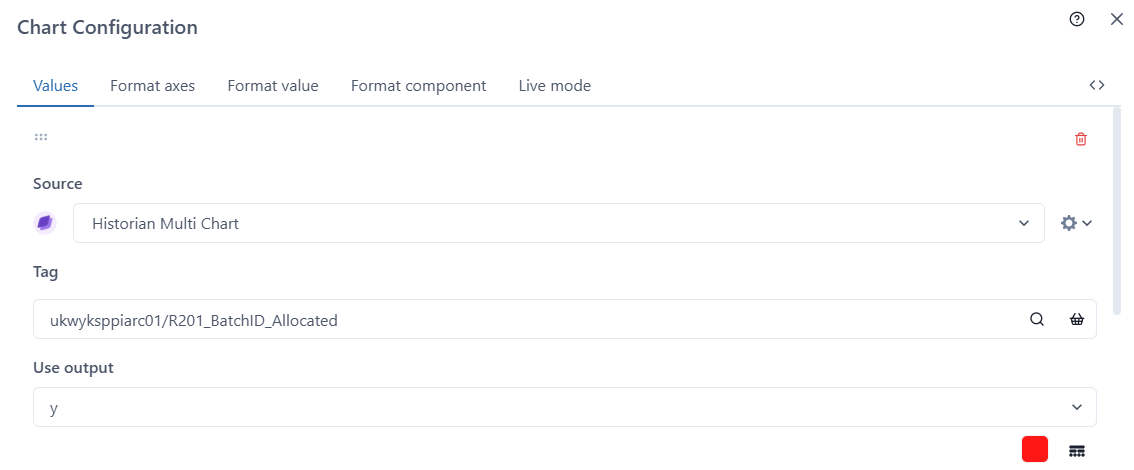 Chart Configuration
Values Format axes Format value Format component Live mode
Source
Historian Multi Chart
Tag
ukwyksppiarc01/R201_BatchID_Allocated
Use output
y